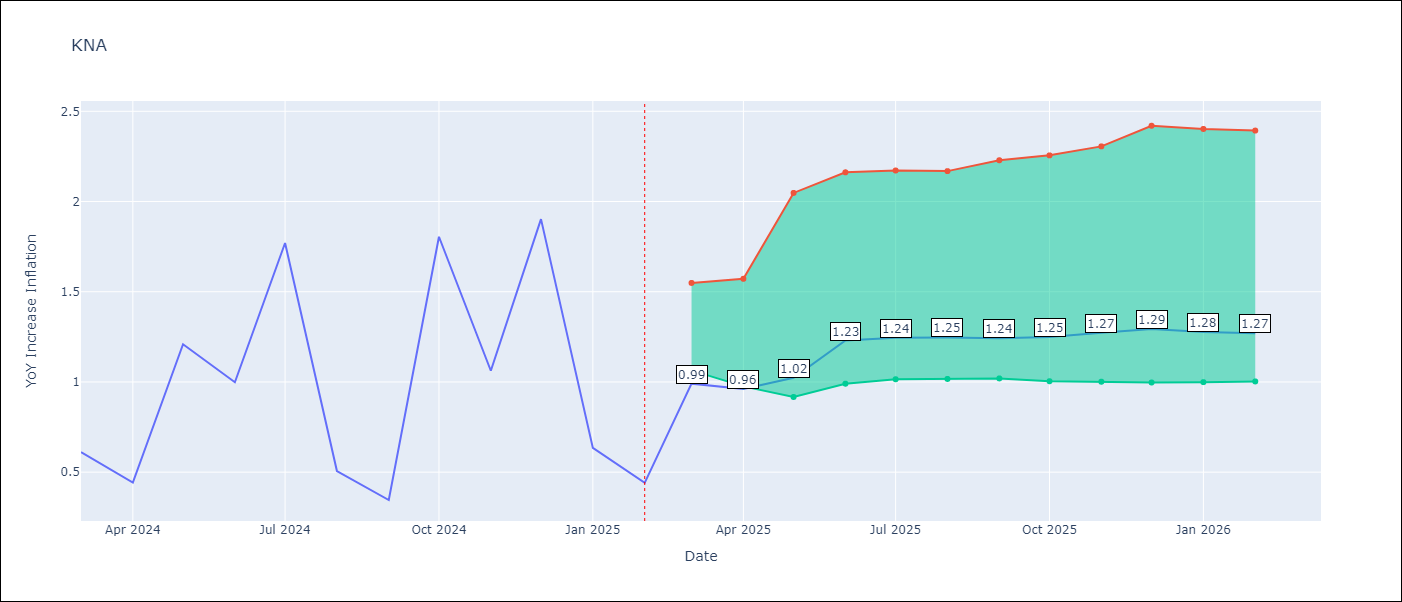 KNA
2.5
2
1.5
1
0.5
YoY Increase Inflation
0.99
0.96
1.02
1.23
1.24
1.25
1.24
1.25
1.27
1.29
1.28
1.27
Apr 2024
Jul 2024
Oct 2024
Jan 2025
Apr 2025
Jul 2025
Oct 2025
Jan 2026
Date